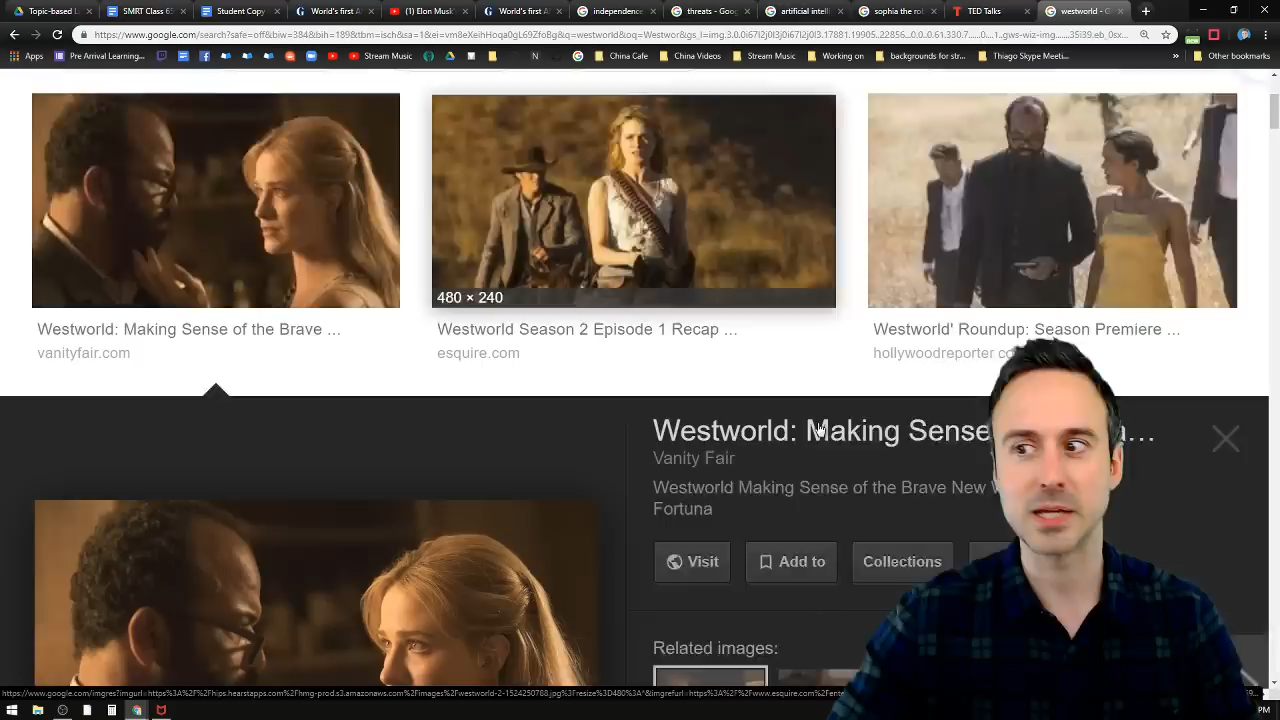 Topic-based L
SMRT Class 65
Student Copy
World's first A
(1) Elon Musk
World's first A
independence
threats - Goog
artificial intelli
sophia the ro
TED Talks
westworld - G
Apps
Pre Arrival Learning...
Stream Music
China Cafe
China Videos
Stream Music
Working on
backgrounds for str...
Thiago Skype Meeti...
Other bookmarks
480 × 240
Westworld: Making Sense of the Brave ...
vanityfair.com
Westworld Season 2 Episode 1 Recap ...
esquire.com
Westworld' Roundup: Season Premiere ...
hollywoodreporter
Westworld: Making Sense
Vanity Fair
Westworld Making Sense of the Brave New
Fortuna
Visit
Add to
Collections
Related images:
PM